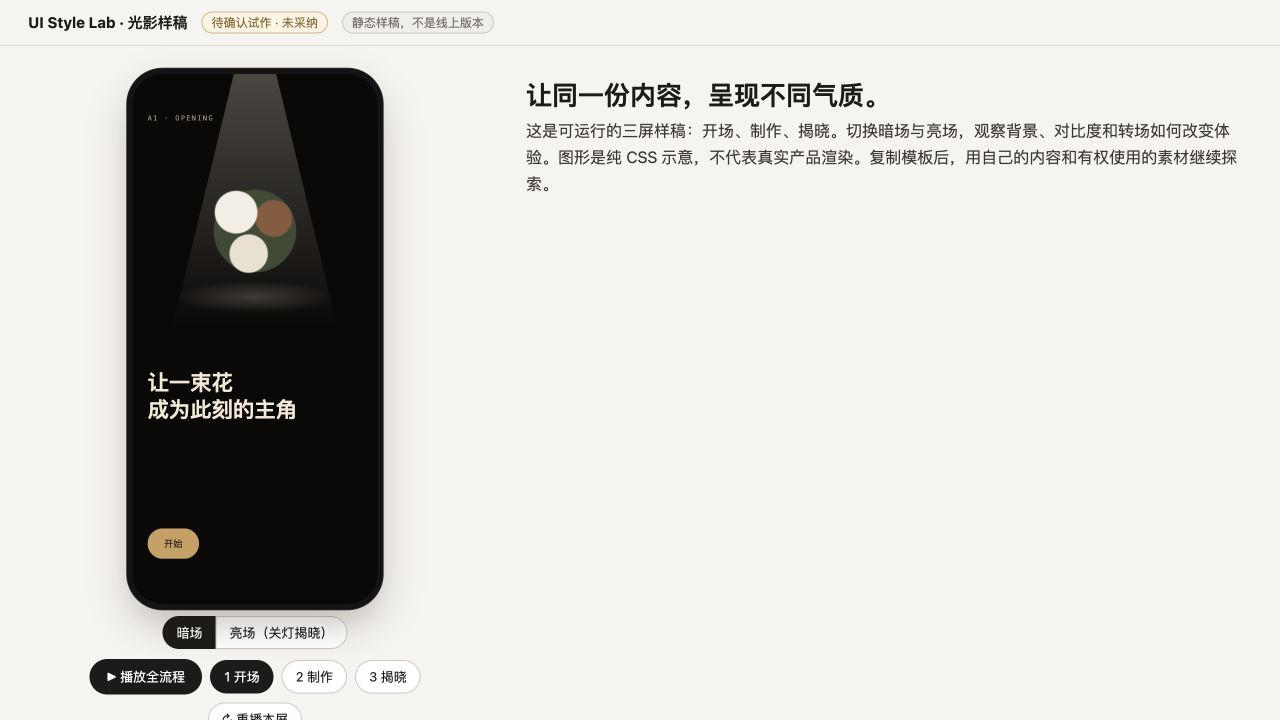 UI Style Lab · 光影样稿
待确认试作 · 未采纳
静态样稿，不是线上版本
A1 · OPENING
让一束花
成为此刻的主角
开始
暗场
亮场（关灯揭晓）
▶ 播放全流程
1 开场
2 制作
3 揭晓
↻ 重播本屏
让同一份内容，呈现不同气质。
这是可运行的三屏样稿：开场、制作、揭晓。切换暗场与亮场，观察背景、对比度和转场如何改变体
验。图形是纯 CSS 示意，不代表真实产品渲染。复制模板后，用自己的内容和有权使用的素材继续探
索。